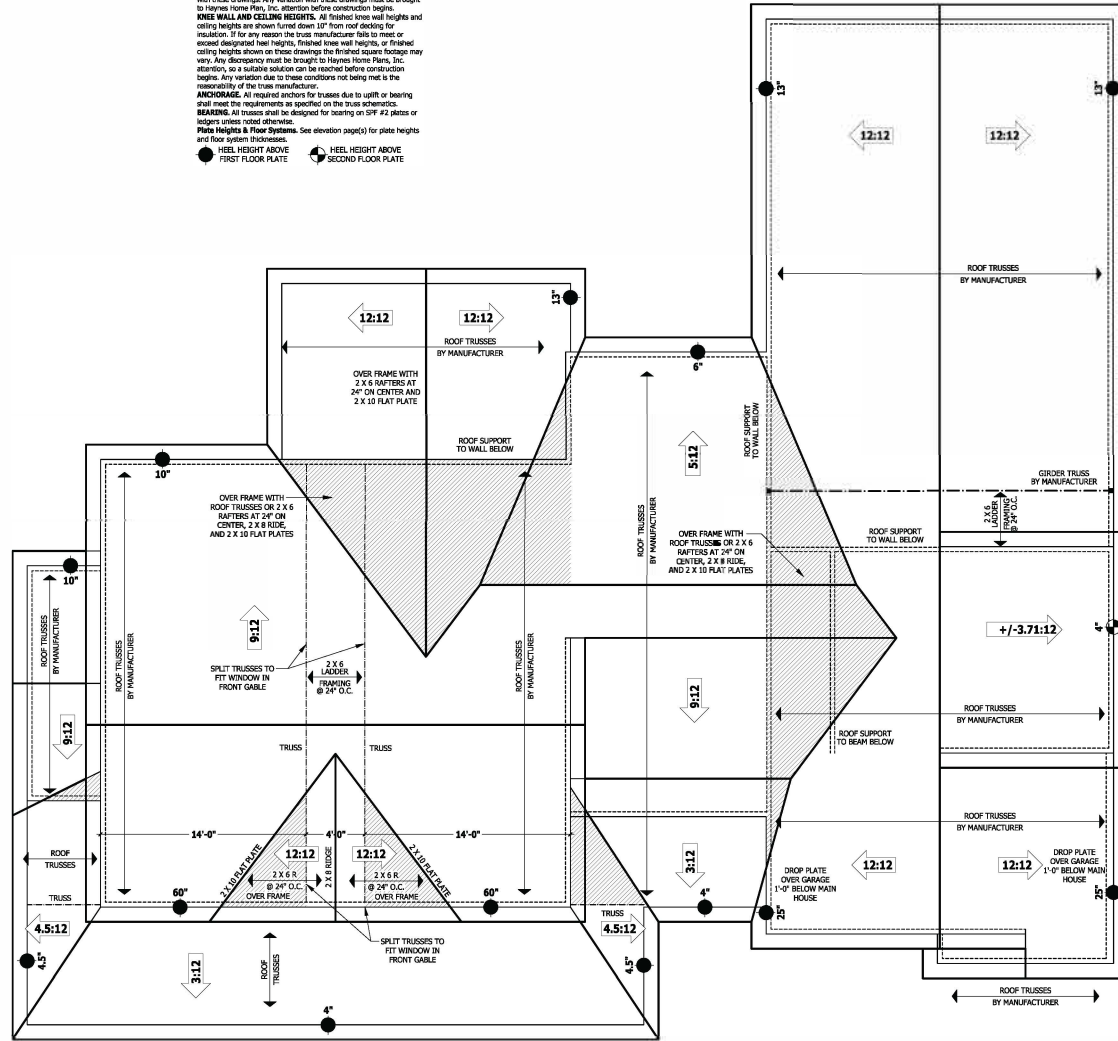 with these drawings. Any variation with these drawings must be brought
to Haynes Home Plan, Inc. attention before construction begins.
KNEE WALL AND CEILING HEIGHTS. All finished knee wall heights and
ceiling heights are shown furred down 10" from roof decking for
insulation. If for any reason the truss manufacturer fails to meet or
exceed designated heel heights, finished knee wall heights, or finished
ceiling heights shown on these drawings the finished square footage may
vary. Any discrepancy must be brought to Haynes Home Plans, Inc.
attention, so a suitable solution can be reached before construction
begins. Any variation due to these conditions not being met is the
reasonability of the truss manufacturer.
ANCHORAGE. All required anchors for trusses due to uplift or bearing
shall meet the requirements as specified on the truss schematics.
BEARING. All trusses shall be designed for bearing on SPF #2 plates or
ledgers unless noted otherwise.
Plate Heights & Floor Systems. See elevation page(s) for plate heights
and floor system thicknesses.
HEEL HEIGHT ABOVE
FIRST FLOOR PLATE
HEEL HEIGHT ABOVE
SECOND FLOOR PLATE
13"
13"
12:12
12:12
ROOF TRUSSES
BY MANUFACTURER
13"
12:12
12:12
ROOF TRUSSES
BY MANUFACTURER
6"
OVER FRAME WITH
2 X 6 RAFTERS AT
24" ON CENTER AND
2 X 10 FLAT PLATE
ROOF SUPPORT
TO WALL BELOW
ROOF SUPPORT
TO WALL BELOW
5:12
10"
GIRDER TRUSS
BY MANUFACTURER
OVER FRAME WITH
ROOF TRUSSES OR 2 X 6
RAFTERS AT 24" ON
CENTER, 2 X 8 RIDE,
AND 2 X 10 FLAT PLATES
2 X 6
LADDER
FRAMING
@ 24" O.C.
ROOF TRUSSES
BY MANUFACTURER
OVER FRAME WITH
ROOF TRUSSES OR 2 X 6
RAFTERS AT 24" ON
CENTER, 2 X 8 RIDE,
AND 2 X 10 FLAT PLATES
ROOF SUPPORT
TO WALL BELOW
10"
ROOF TRUSSES
BY MANUFACTURER
9:12
+/-3.71:12
4"
ROOF TRUSSES
BY MANUFACTURER
SPLIT TRUSSES TO
FIT WINDOW IN
FRONT GABLE
2 X 6
LADDER
FRAMING
@ 24" O.C.
ROOF TRUSSES
BY MANUFACTURER
9:12
9:12
ROOF TRUSSES
BY MANUFACTURER
ROOF SUPPORT
TO BEAM BELOW
TRUSS
TRUSS
14'-0"
4'-0"
14'-0"
ROOF TRUSSES
BY MANUFACTURER
ROOF
TRUSSES
12:12
12:12
2 X 10 FLAT PLATE
2 X 8 RIDGE
2 X 10 FLAT PLATE
2 X 6 R
@ 24" O.C.
OVER FRAME
2 X 6 R
@ 24" O.C.
OVER FRAME
3:12
12:12
12:12
DROP PLATE
OVER GARAGE
1'-0" BELOW MAIN
HOUSE
DROP PLATE
OVER GARAGE
1'-0" BELOW MAIN
HOUSE
TRUSS
60"
60"
4"
25"
25"
4.5:12
TRUSS
4.5:12
SPLIT TRUSSES TO
FIT WINDOW IN
FRONT GABLE
4.5"
3:12
ROOF
TRUSSES
4.5"
4"
ROOF TRUSSES
BY MANUFACTURER